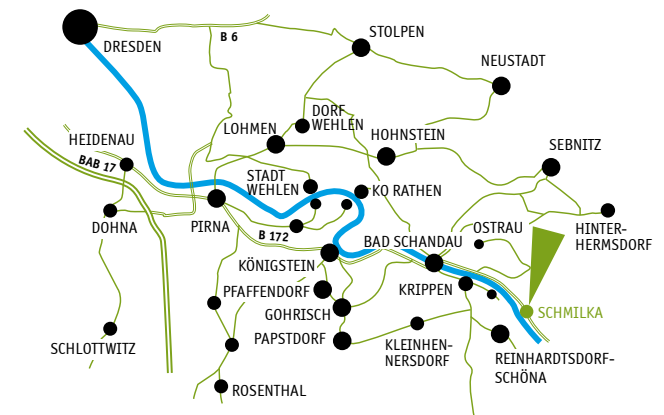 DRESDEN
B 6
STOLPEN
NEUSTADT
DORF
WEHLEN
LOHMEN
HOHNSTEIN
HEIDENAU
BAB 17
SEBNITZ
STADT
WEHLEN
KO RATHEN
DOHNA
PIRNA
B 172
OSTRAU
HINTER-
HERMSDORF
BAD SCHANDAU
KÖNIGSTEIN
PFAFFENDORF
KRIPPEN
GOHRISCH
SCHMILKA
PAPSTDORF
SCHLOTTWITZ
KLEINHEN-
NERSDORF
REINHARDTSDORF-
SCHÖNA
ROSENTHAL